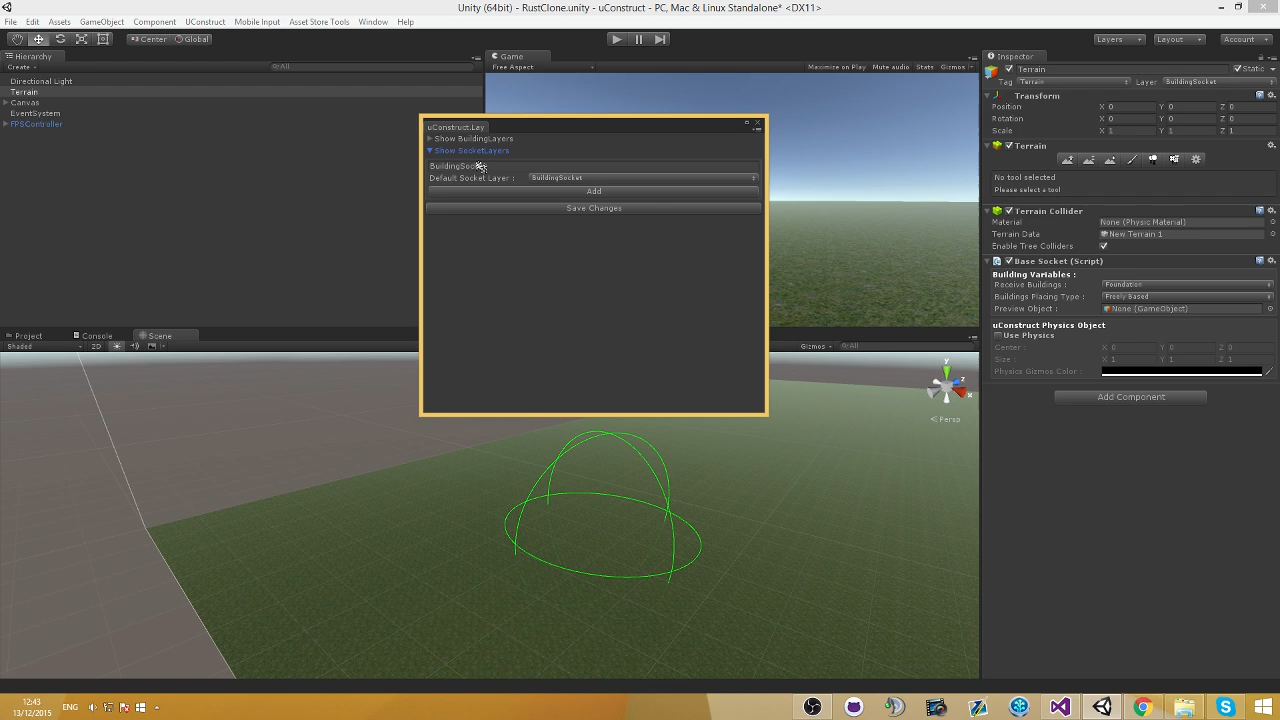 Unity (64bit) - RustClone.unity - uConstruct - PC, Mac & Linux Standalone* <DX11>
File Edit Assets GameObject Component UConstruct Mobile Input Asset Store Tools Window Help
Center Global
Layers Layout Account
Hierarchy
Create All
Directional Light
Terrain
Canvas
EventSystem
FPSController
Game
Free Aspect Maximize on Play Mute audio Stats Gizmos
uConstruct.Lay
Show BuildingLayers
Show SocketLayers
Default Socket Layer : BuildingSocket
Add
Save Changes
Inspector
Terrain Static
Tag Terrain Layer BuildingSocket
Transform
Position X 0 Y 0 Z 0
Rotation X 0 Y 0 Z 0
Scale X 1 Y 1 Z 1
Terrain
No tool selected
Please select a tool
Terrain Collider
Material None (Physic Material)
Terrain Data New Terrain 1
Enable Tree Colliders
Base Socket (Script)
Building Variables :
Receive Buildings : Foundation
Buildings Placing Type : Freely Based
Preview Object : None (GameObject)
uConstruct Physics Object
Use Physics
Center : X 0 Y 0 Z 0
Size : X 1 Y 1 Z 1
Physics Gizmo Color :
Add Component
Project Console Scene
Shaded 2D Gizmos All
y
z
x
< Persp
12:43
13/12/2015
ENG